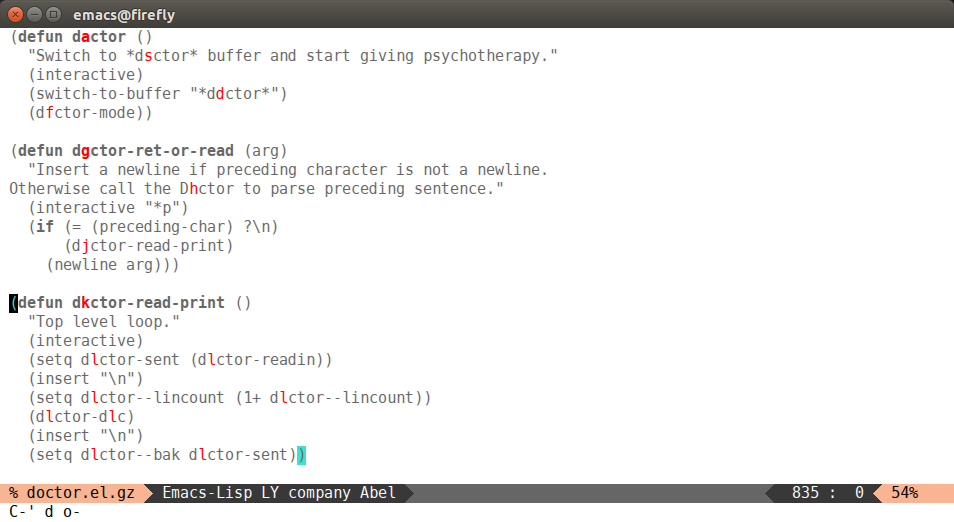 emacs@firefly
(defun dactor ()
  "Switch to *dsctor* buffer and start giving psychotherapy."
  (interactive)
  (switch-to-buffer "*ddctor*")
  (dfctor-mode))

(defun dgctor-ret-or-read (arg)
  "Insert a newline if preceding character is not a newline.
Otherwise call the Dhctor to parse preceding sentence."
  (interactive "*p")
  (if (= (preceding-char) ?\n)
      (djctor-read-print)
    (newline arg)))

(defun dkctor-read-print ()
  "Top level loop."
  (interactive)
  (setq dlctor-sent (dlctor-readin))
  (insert "\n")
  (setq dlctor--lincount (1+ dlctor--lincount))
  (dlctor-dlc)
  (insert "\n")
  (setq dlctor--bak dlctor-sent))
% doctor.el.gz Emacs-Lisp LY company Abel 835 : 0 54%
C-' d o-